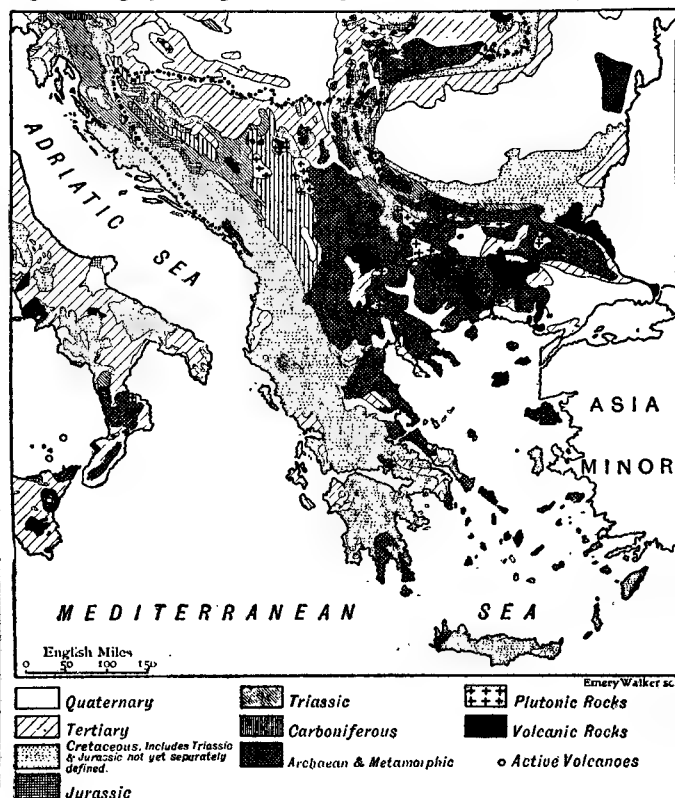 ADRIATIC SEA
ASIA
MINOR
MEDITERRANEAN SEA
English Miles
0 50 100 150
Emery Walker sc.
Quaternary
Tertiary
Cretaceous, Includes Triassic
& Jurassic not yet separately
defined.
Jurassic
Triassic
Carboniferous
Archaean & Metamorphic
Plutonic Rocks
Volcanic Rocks
Active Volcanoes